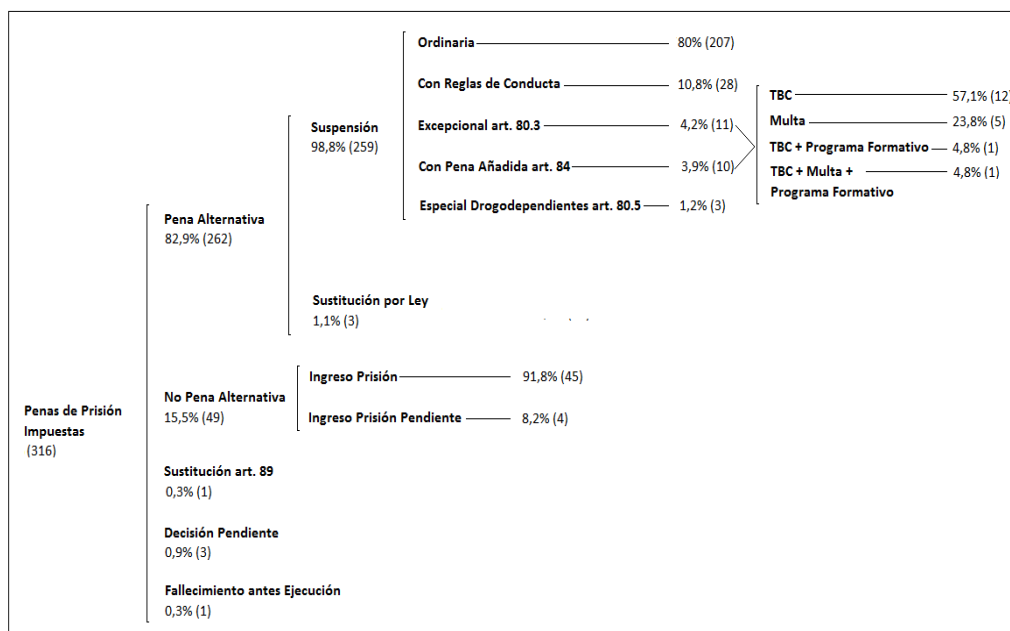 Ordinaria 80% (207)
Con Reglas de Conducta 10,8% (28)
Excepcional art. 80.3 4,2% (11)
Con Pena Añadida art. 84 3,9% (10)
Especial Drogodependientes art. 80.5 1,2% (3)
TBC 57,1% (12)
Multa 23,8% (5)
TBC + Programa Formativo 4,8% (1)
TBC + Multa + 4,8% (1)
Programa Formativo
Suspensión
98,8% (259)
Pena Alternativa
82,9% (262)
Sustitución por Ley
1,1% (3)
Ingreso Prisión 91,8% (45)
Ingreso Prisión Pendiente 8,2% (4)
No Pena Alternativa
15,5% (49)
Penas de Prisión
Impuestas
(316)
Sustitución art. 89
0,3% (1)
Decisión Pendiente
0,9% (3)
Fallecimiento antes Ejecución
0,3% (1)